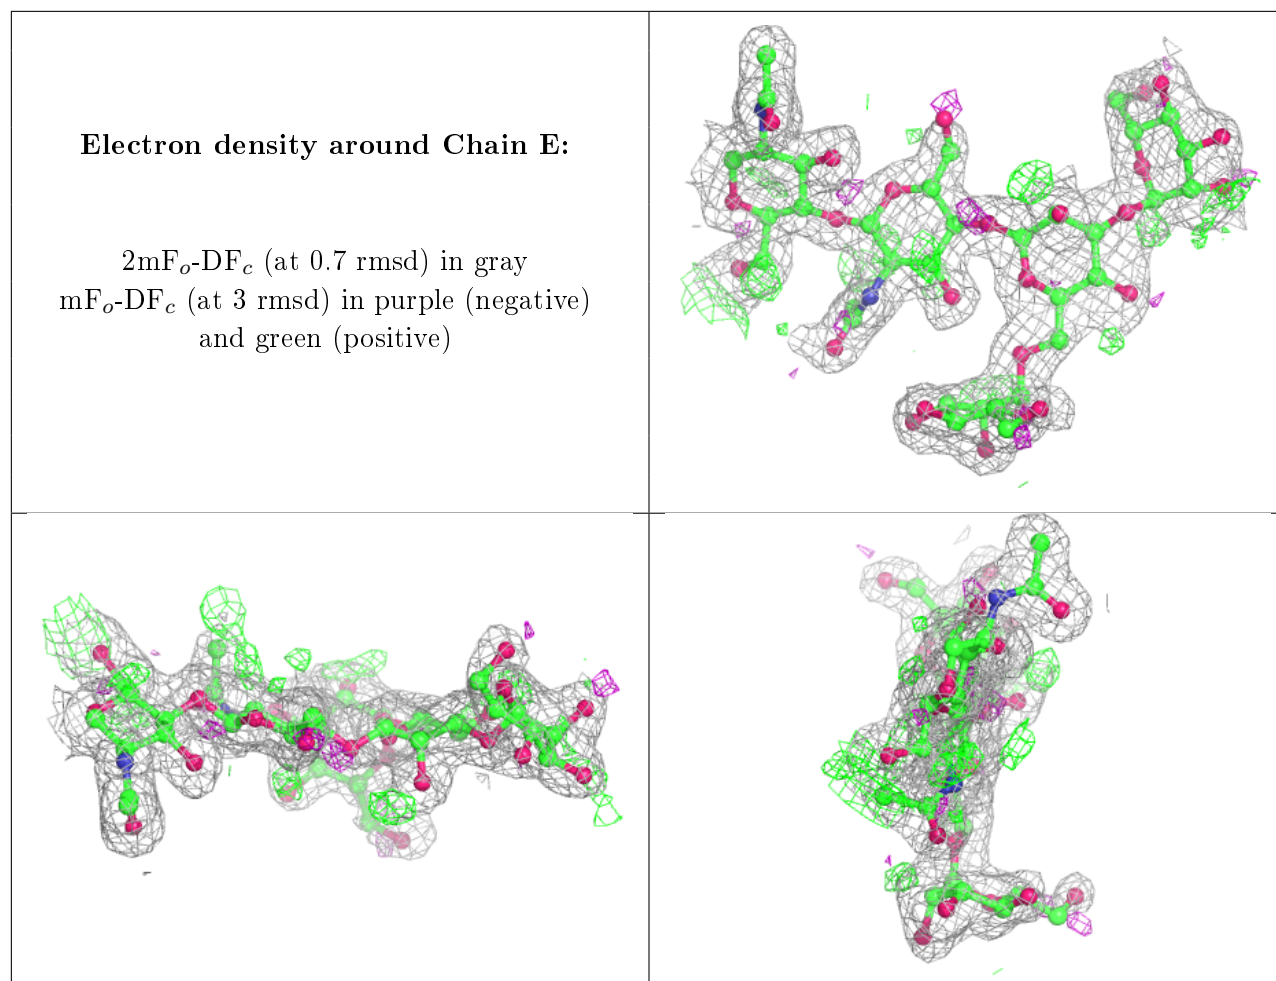 Electron density around Chain E:
2mFo-DFc (at 0.7 rmsd) in gray
mFo-DFc (at 3 rmsd) in purple (negative)
and green (positive)